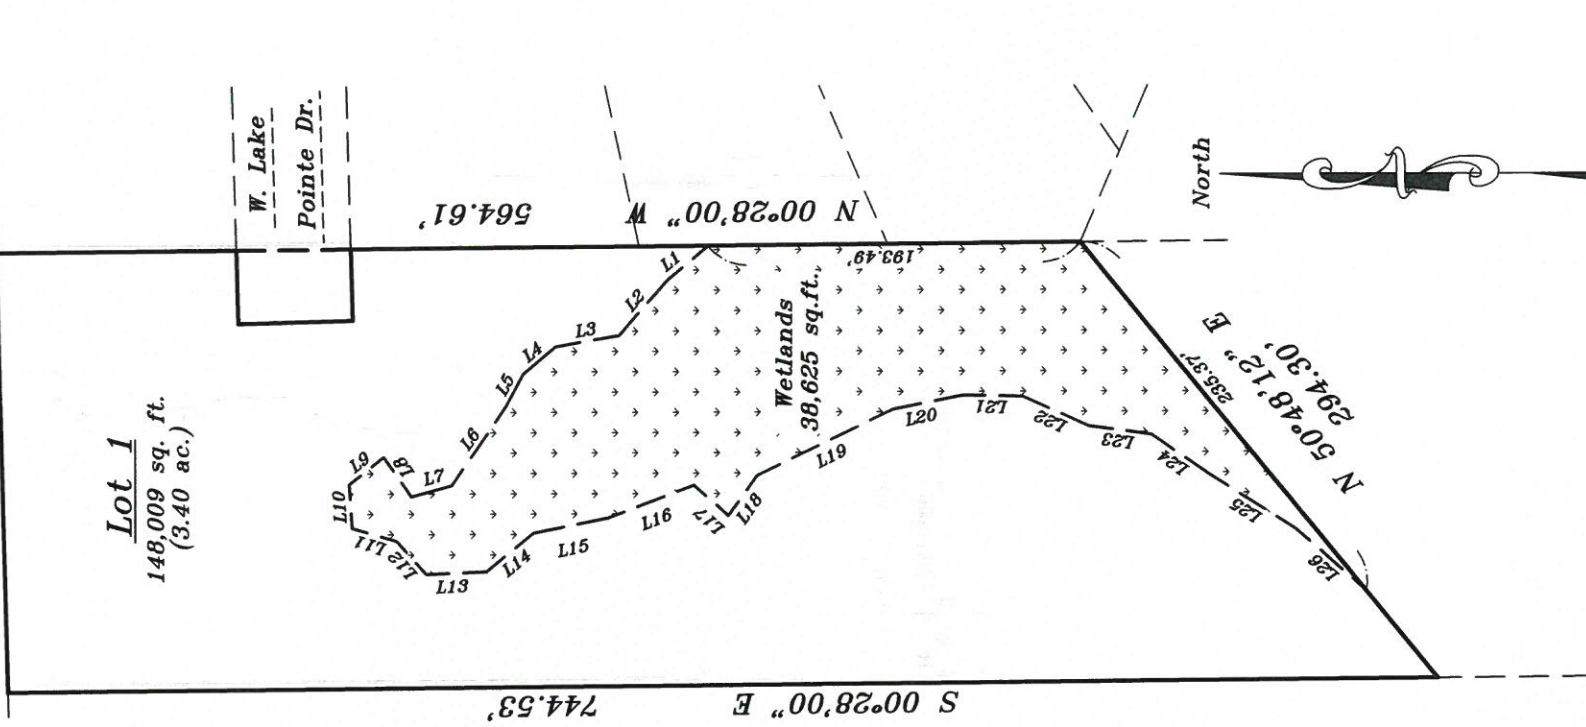 W. Lake
Pointe Dr.
N 00°28'00" W 564.61'
North
193.49'
Lot 1
148,009 sq. ft.
(3.40 ac.)
Wetlands
38,625 sq.ft.
N 50°48'12" E
294.30'
235.37'
L1
L2
L3
L4
L5
L6
L7
L8
L9
L10
L11
L12
L13
L14
L15
L16
L17
L18
L19
L20
L21
L22
L23
L24
L25
L26
S 00°28'00" E 744.53'